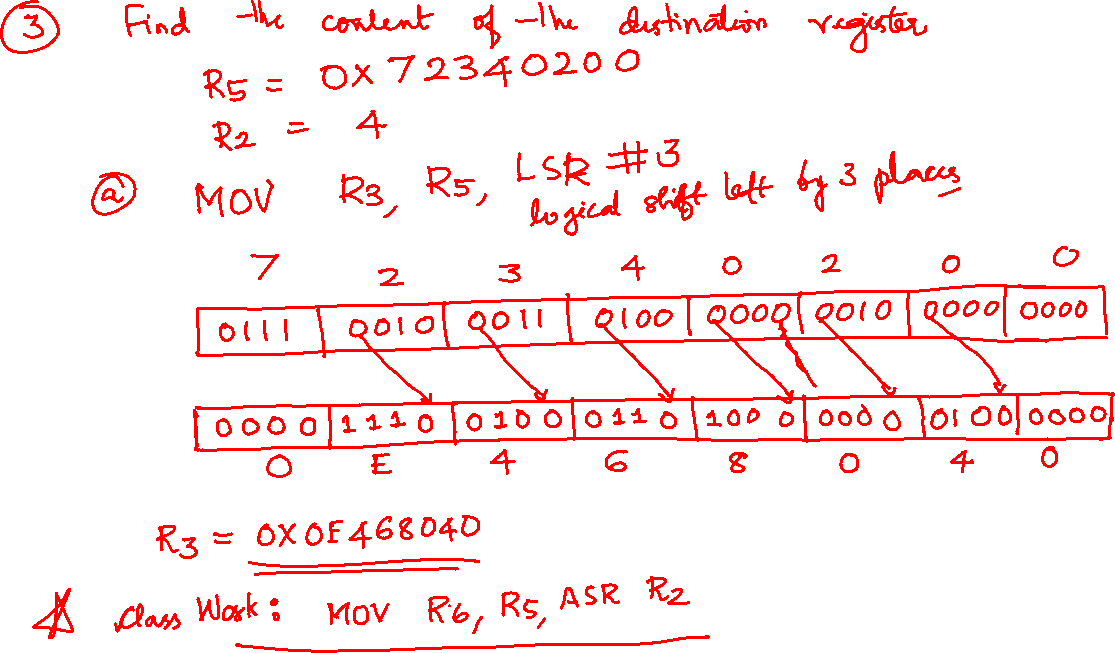 3 Find the content of the destination register
R5 = 0X72340200
R2 = 4
a MOV R3, R5, LSR #3
logical shift left by 3 places
7 2 3 4 0 2 0 0
0111 0010 0011 0100 0000 0010 0000 0000
0000 1110 0100 0110 1000 0000 0100 0000
0 E 4 6 8 0 4 0
R3 = 0X0E468040
Class Work: MOV R6, R5, ASR R2